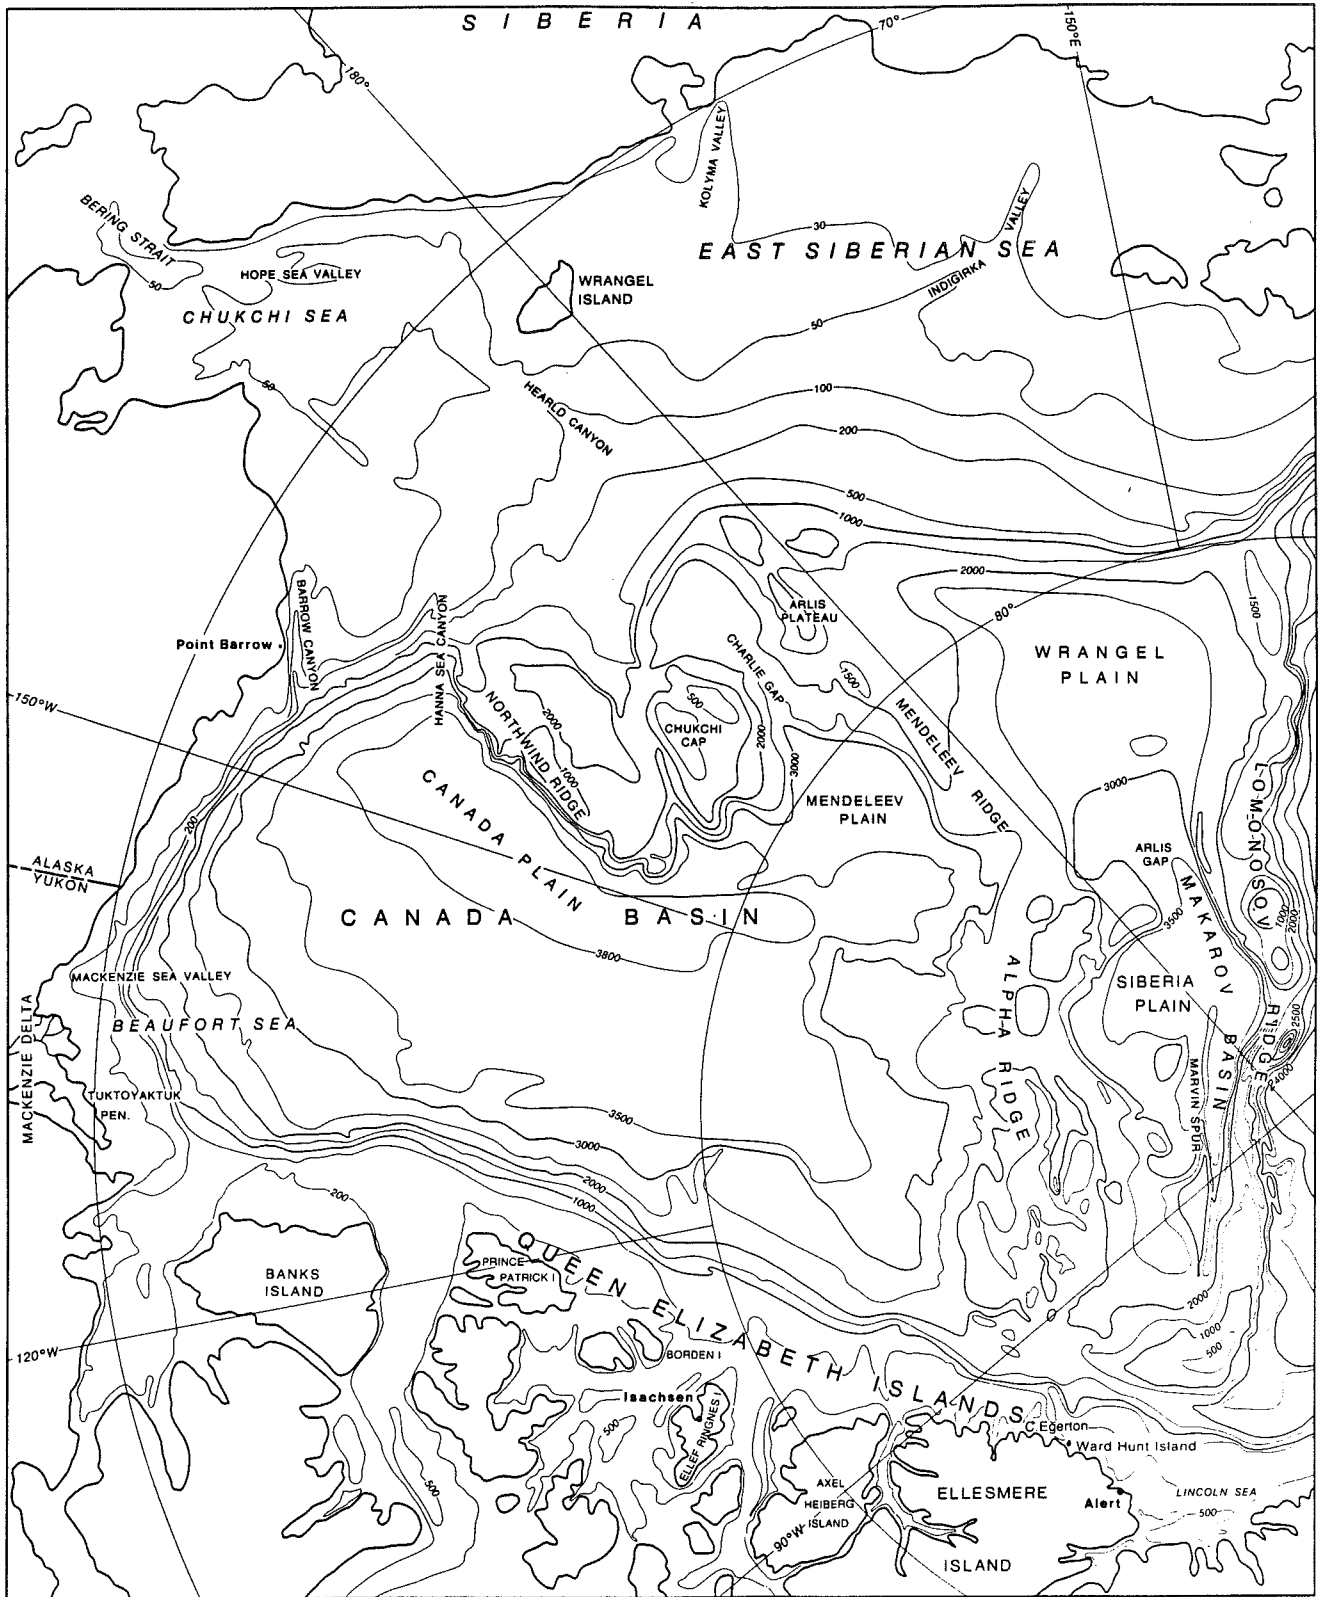 SIBERIA
70°
150°E
180°
KOLYMA VALLEY
BERING STRAIT
50
HOPE SEA VALLEY
CHUKCHI SEA
50
WRANGEL
ISLAND
30
EAST SIBERIAN SEA
INDIGIRKA
VALLEY
50
HEARLD CANYON
100
200
500
1000
2000
80°
1500
ARLIS
PLATEAU
WRANGEL
PLAIN
Point Barrow
BARROW CANYON
HANNA SEA CANYON
CHARLIE GAP
1500
150°W
NORTHWIND RIDGE
2000
1000
500
CHUKCHI
CAP
2000
3000
MENDELEEV RIDGE
MENDELEEV
PLAIN
3000
LOMONOSOV
RIDGE
ARLIS
GAP
MAKAROV
BASIN
3500
1000
2000
CANADA PLAIN
200
ALASKA
YUKON
CANADA BASIN
3800
MACKENZIE SEA VALLEY
BEAUFORT SEA
MACKENZIE DELTA
ALPHA RIDGE
SIBERIA
PLAIN
2500
24000
MARVIN SPUR
TUKTOYAKTUK
PEN.
3500
3000
2000
1000
200
BANKS
ISLAND
PRINCE
PATRICK I
QUEEN ELIZABETH ISLANDS
2000
1000
500
120°W
BORDEN I
Isachsen
ELLEF RINGNES I
500
500
C Egerton
Ward Hunt Island
AXEL
HEIBERG
ISLAND
90°W
ELLESMERE
ISLAND
Alert
LINCOLN SEA
500